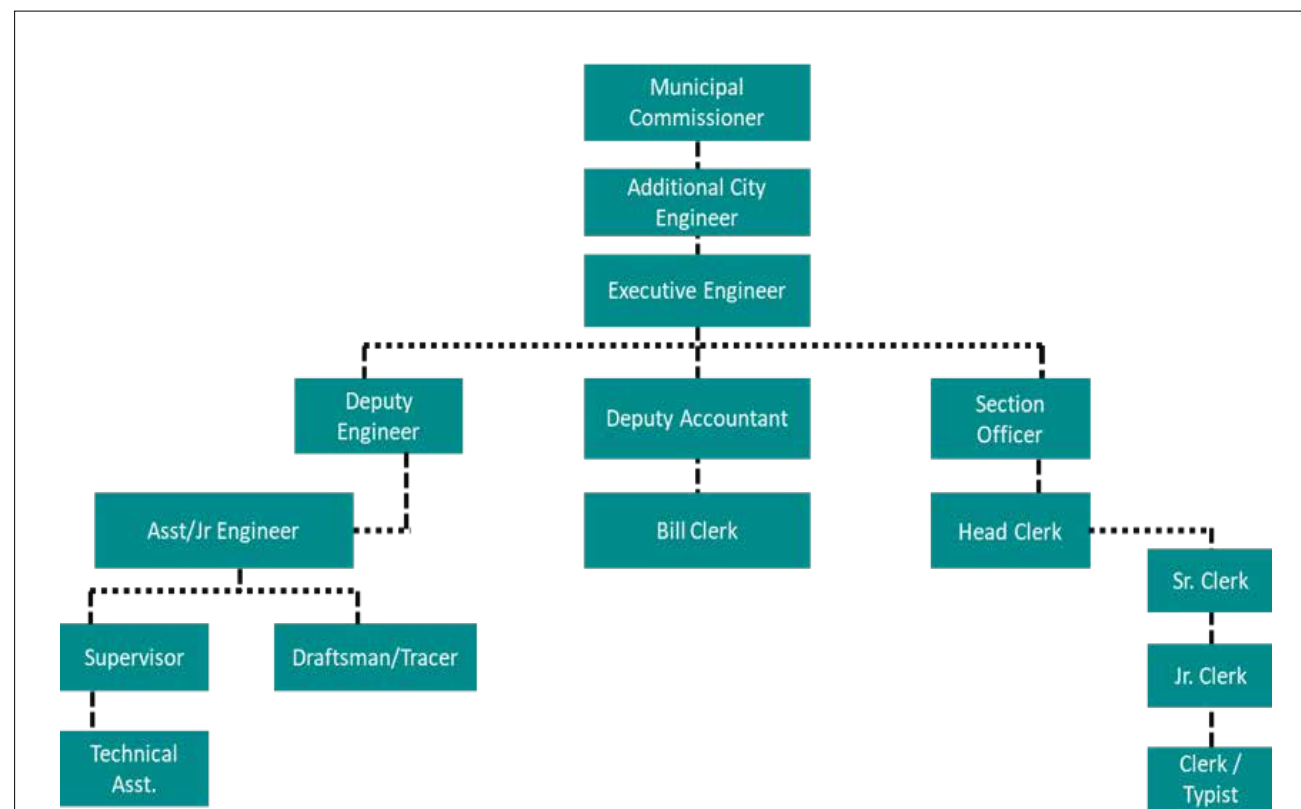 Municipal
Commissioner
Additional City
Engineer
Executive Engineer
Deputy
Engineer
Deputy Accountant
Section
Officer
Asst/Jr Engineer
Bill Clerk
Head Clerk
Sr. Clerk
Supervisor
Draftsman/Tracer
Jr. Clerk
Technical
Asst.
Clerk /
Typist